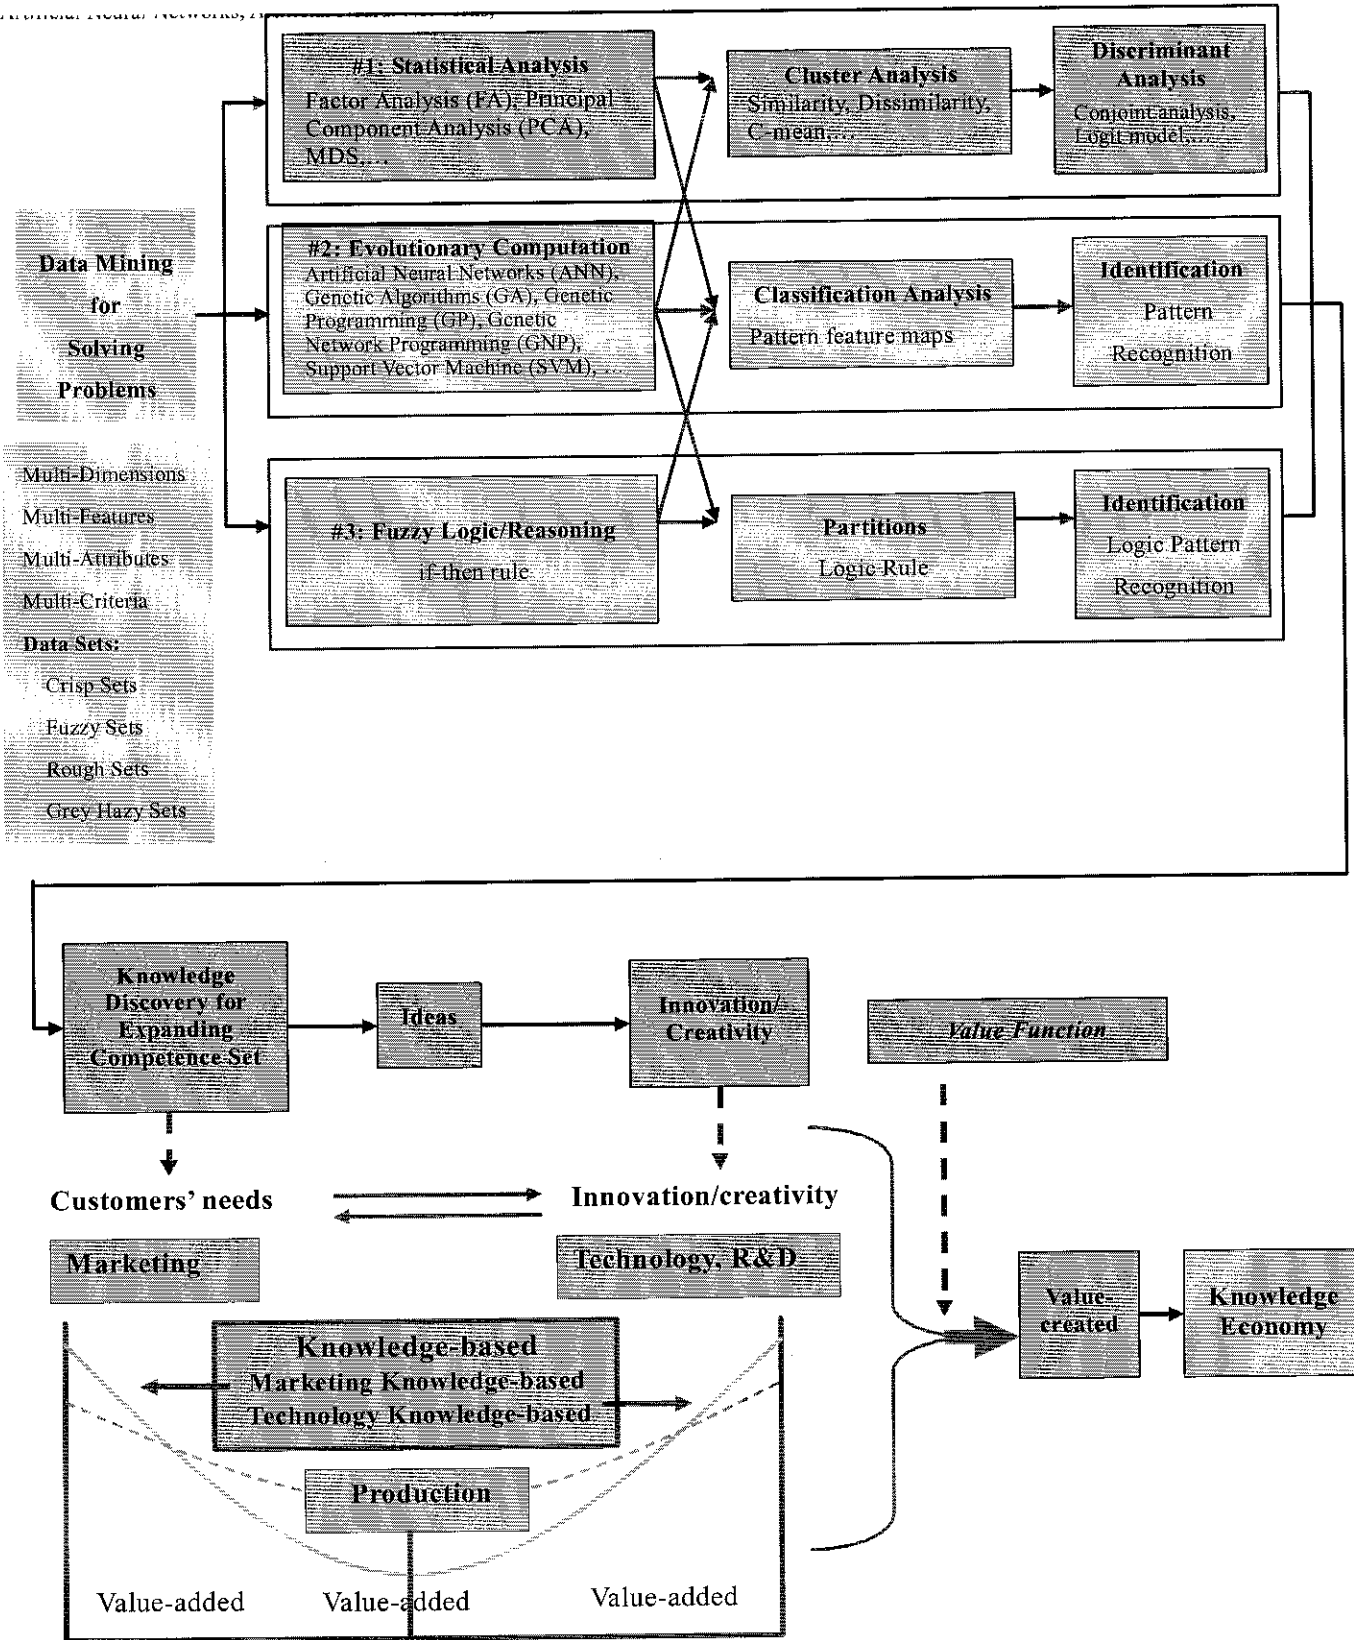 #1: Statistical Analysis
Factor Analysis (FA), Principal
Component Analysis (PCA),
MDS,…
Cluster Analysis
Similarity, Dissimilarity,
C-mean,…
Discriminant
Analysis
Conjoint analysis,
Logit model,…
Data Mining
for
Solving
Problems
#2: Evolutionary Computation
Artificial Neural Networks (ANN),
Genetic Algorithms (GA), Genetic
Programming (GP), Genetic
Network Programming (GNP),
Support Vector Machine (SVM), …
Classification Analysis
Pattern feature maps
Identification
Pattern
Recognition
Multi-Dimensions
Multi-Features
Multi-Attributes
Multi-Criteria
Data Sets:
Crisp Sets
Fuzzy Sets
Rough Sets
Grey Hazy Sets
#3: Fuzzy Logic/Reasoning
if-then rule
Partitions
Logic Rule
Identification
Logic Pattern
Recognition
Knowledge
Discovery for
Expanding
Competence Set
Ideas
Innovation/
Creativity
Value Function
Customers' needs
Innovation/creativity
Marketing
Technology, R&D
Knowledge-based
Marketing Knowledge-based
Technology Knowledge-based
Production
Value-added
Value-added
Value-added
Value-
created
Knowledge
Economy